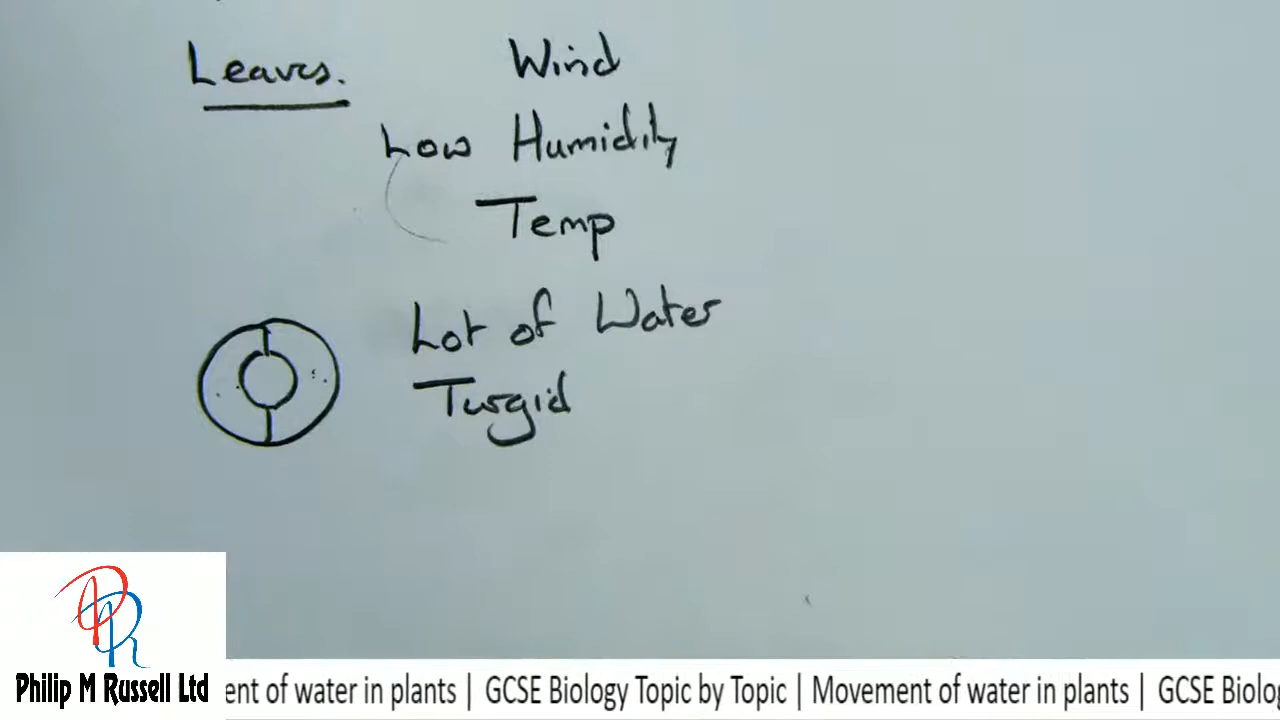 Leaves.
Wind
Low Humidity
Temp
Lot of Water
Turgid
Philip M Russell Ltd
ent of water in plants | GCSE Biology Topic by Topic | Movement of water in plants | GCSE Biolog